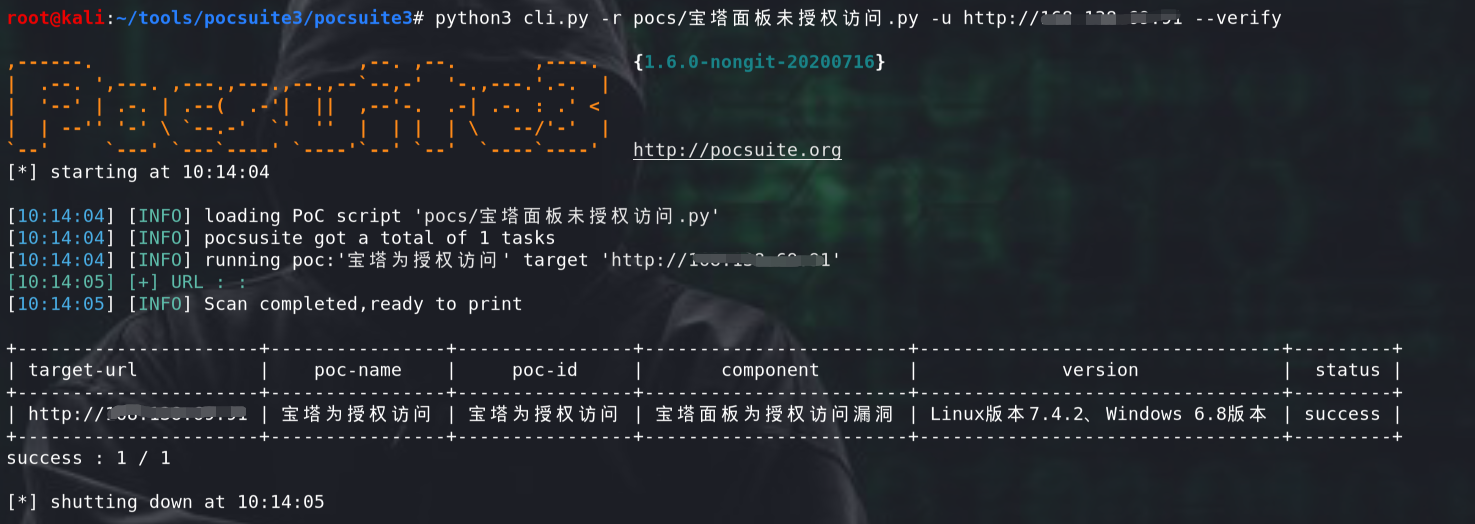 root@kali:~/tools/pocsuite3/pocsuite3# python3 cli.py -r pocs/宝塔面板未授权访问.py -u http:// --verify
{1.6.0-nongit-20200716}
http://pocsuite.org
[*] starting at 10:14:04
[10:14:04] [INFO] loading PoC script 'pocs/宝塔面板未授权访问.py'
[10:14:04] [INFO] pocsusite got a total of 1 tasks
[10:14:04] [INFO] running poc:'宝塔为授权访问' target 'http://'
[10:14:05] [+] URL : :
[10:14:05] [INFO] Scan completed,ready to print
| target-url | poc-name | poc-id | component | version | status |
| http:// | 宝塔为授权访问 | 宝塔为授权访问 | 宝塔面板为授权访问漏洞 | Linux版本7.4.2、Windows 6.8版本 | success |
success : 1 / 1
[*] shutting down at 10:14:05